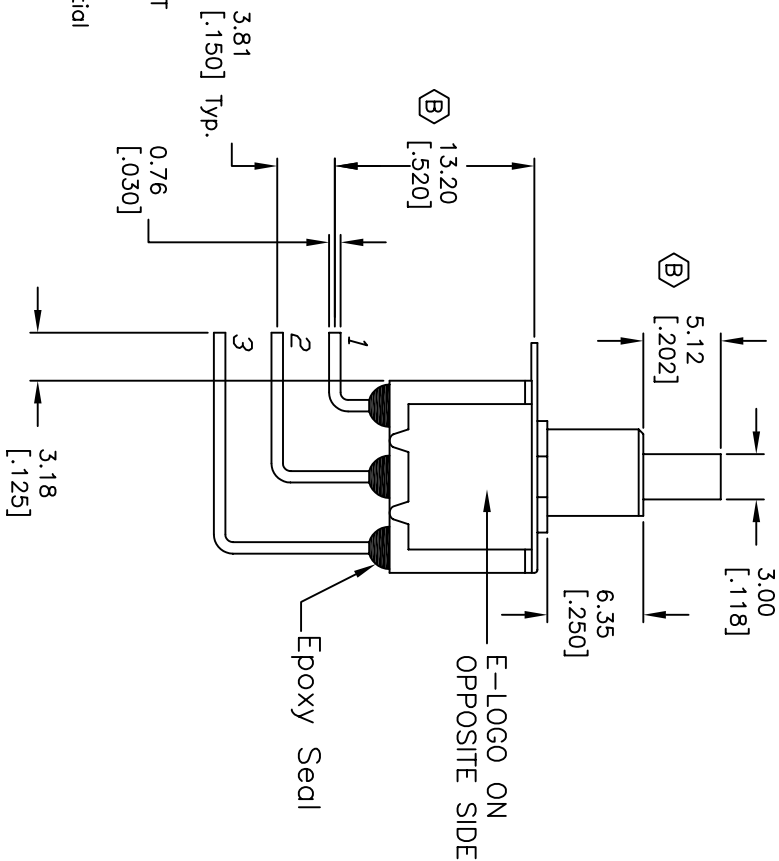 3.00
[.118]
5.12
[.202]
B
6.35
[.250]
E-LOGO ON
OPPOSITE SIDE
13.20
[.520]
B
1
2
3
Epoxy Seal
3.81
[.150] Typ.
0.76
[.030]
3.18
[.125]
T